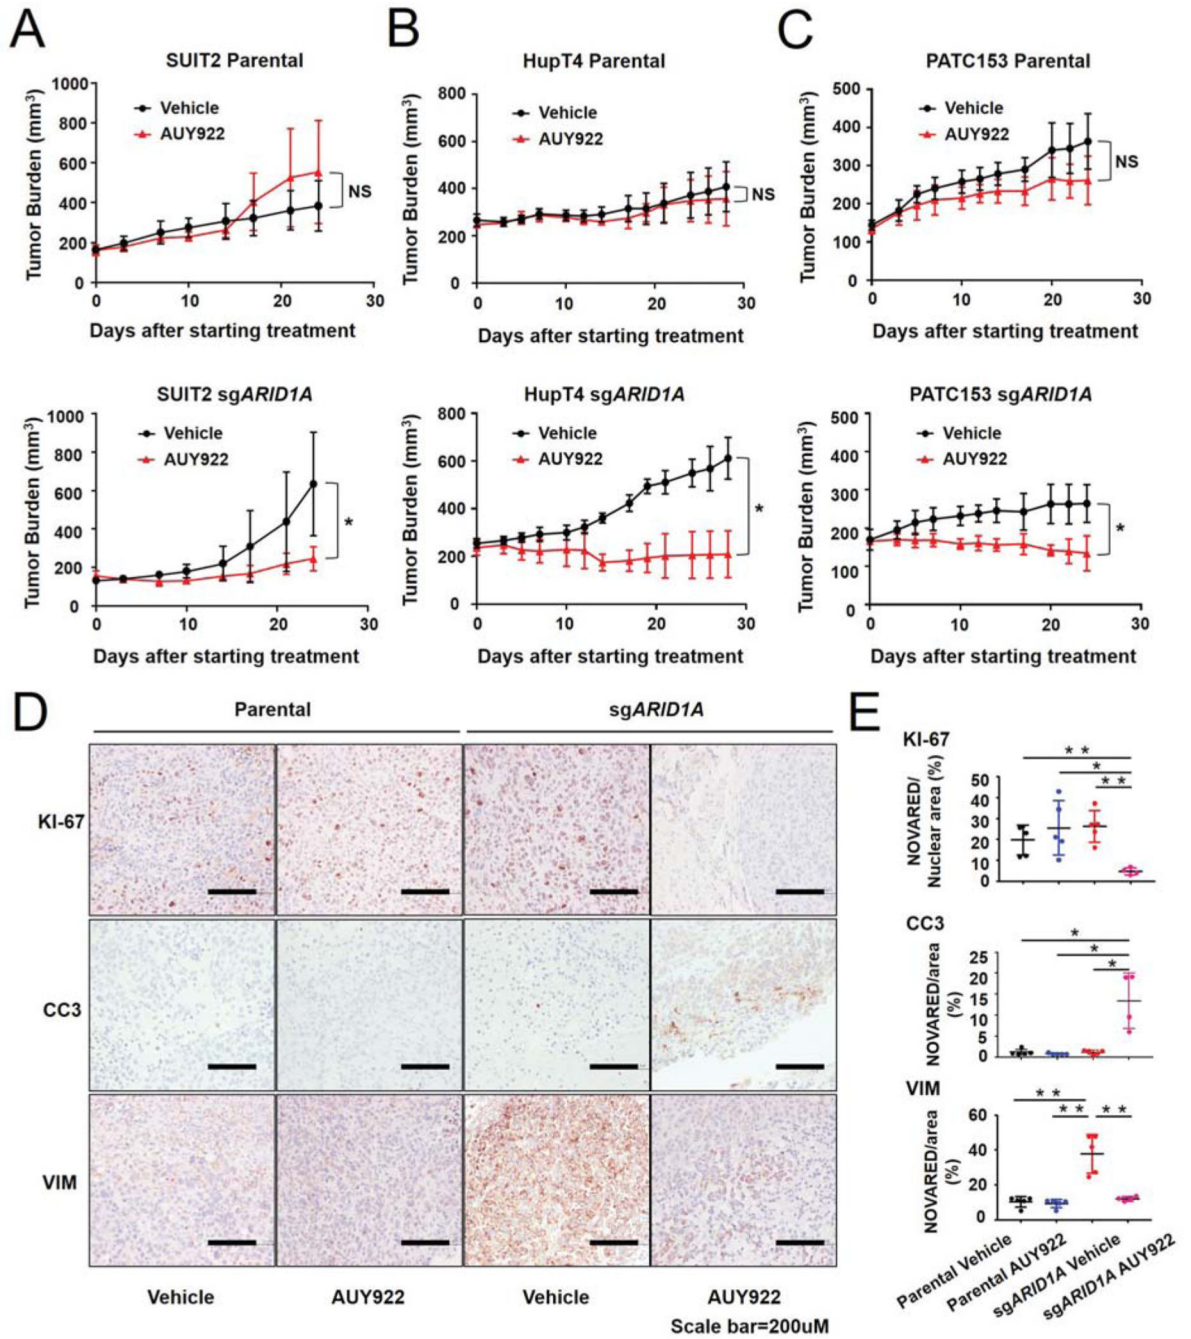 A
SUIT2 Parental
Tumor Burden (mm3)
1000
800
600
400
200
0
Vehicle
AUY922
NS
0 10 20 30
Days after starting treatment
B
HupT4 Parental
Tumor Burden (mm3)
800
600
400
200
0
Vehicle
AUY922
NS
0 10 20 30
Days after starting treatment
C
PATC153 Parental
Tumor Burden (mm3)
500
400
300
200
100
0
Vehicle
AUY922
NS
0 10 20 30
Days after starting treatment
SUIT2 sgARID1A
Tumor Burden (mm3)
1000
800
600
400
200
0
Vehicle
AUY922
*
0 10 20 30
Days after starting treatment
HupT4 sgARID1A
Tumor Burden (mm3)
800
600
400
200
0
Vehicle
AUY922
*
0 10 20 30
Days after starting treatment
PATC153 sgARID1A
Tumor Burden (mm3)
500
400
300
200
100
0
Vehicle
AUY922
*
0 10 20 30
Days after starting treatment
D
Parental
sgARID1A
KI-67
CC3
VIM
Vehicle
AUY922
Vehicle
AUY922
Scale bar=200uM
E
KI-67
NOVARED/
Nuclear area (%)
50
40
30
20
10
0
* *
*
* *
CC3
NOVARED/area
(%)
25
20
15
10
5
0
*
*
*
VIM
NOVARED/area
(%)
60
40
20
0
* *
* *
* *
Parental Vehicle
Parental AUY922
sgARID1A Vehicle
sgARID1A AUY922